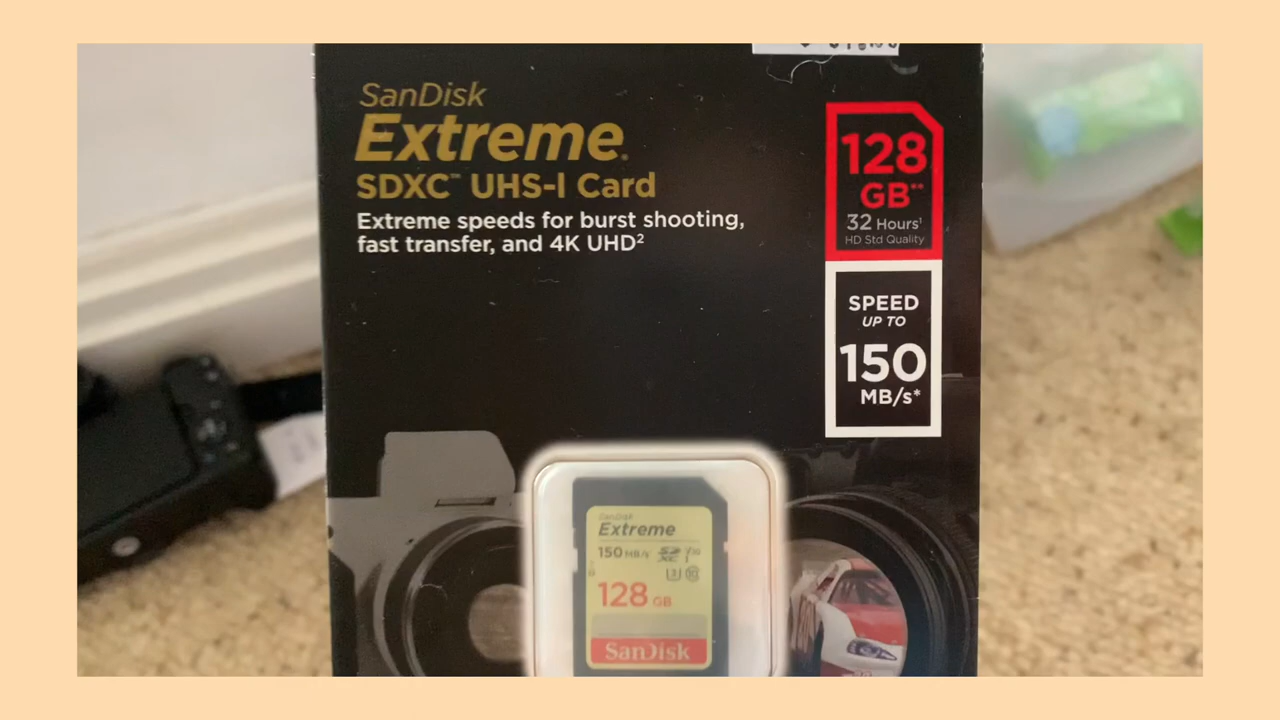 SanDisk
Extreme®
SDXC™ UHS-I Card
Extreme speeds for burst shooting,
fast transfer, and 4K UHD²
128
GB**
32 Hours¹
HD Std Quality
SPEED
UP TO
150
MB/s*
SanDisk
Extreme
150 MB/s
128 GB
SanDisk